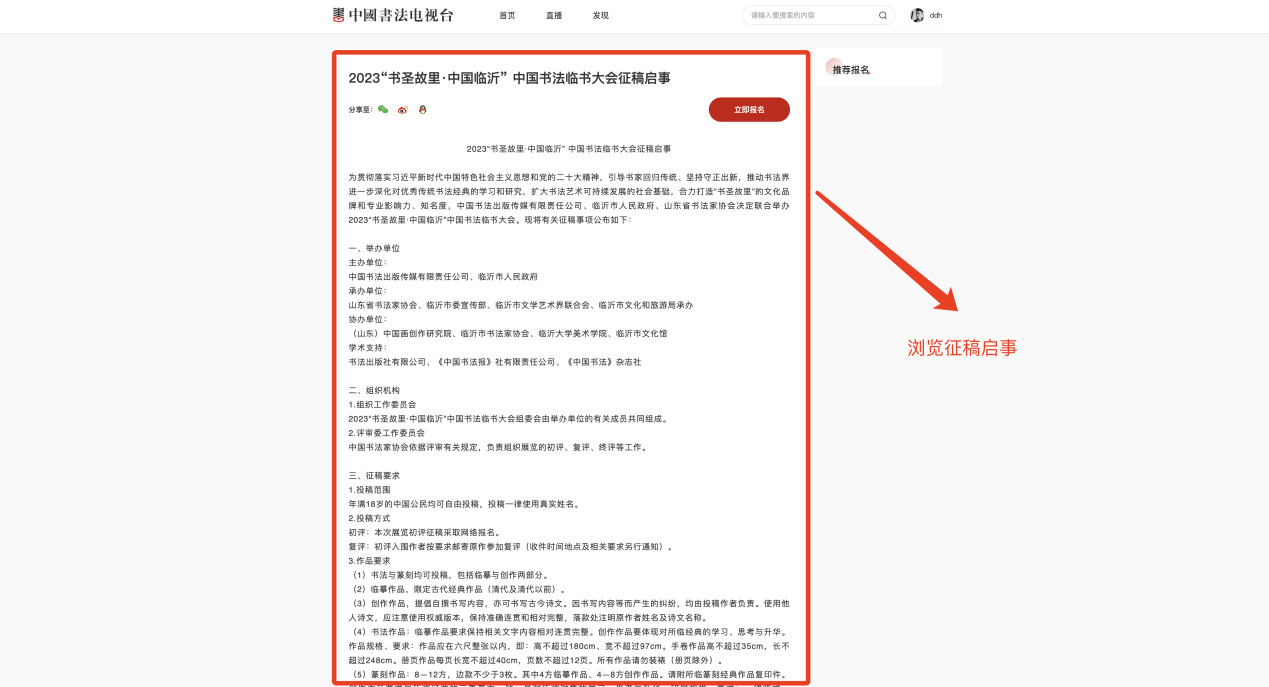 中國書法电视台
首页
直播
发现
请输入要搜索的内容
ddh
2023“书圣故里·中国临沂” 中国书法临书大会征稿启事
分享至：
立即报名
推荐报名
2023“书圣故里·中国临沂” 中国书法临书大会征稿启事
为贯彻落实习近平新时代中国特色社会主义思想和党的二十大精神，引导书家回归传统、坚持守正出新，推动书法界
进一步深化对优秀传统书法经典的学习和研究，扩大书法艺术可持续发展的社会基础，合力打造“书圣故里”的文化品
牌和专业影响力、知名度，中国书法出版传媒有限责任公司、临沂市人民政府、山东省书法家协会决定联合举办
2023“书圣故里·中国临沂”中国书法临书大会。现将有关征稿事项公布如下：
一、举办单位
主办单位：
中国书法出版传媒有限责任公司、临沂市人民政府
承办单位：
山东省书法家协会、临沂市委宣传部、临沂市文学艺术界联合会、临沂市文化和旅游局承办
协办单位：
（山东）中国画创作研究院、临沂市书法家协会、临沂大学美术学院、临沂市文化馆
学术支持：
书法出版社有限公司、《中国书法报》社有限责任公司、《中国书法》杂志社
二、组织机构
1.组织工作委员会
2023“书圣故里·中国临沂”中国书法临书大会组委会由举办单位的有关成员共同组成。
2.评审委工作委员会
中国书法家协会依据评审有关规定，负责组织展览的初评、复评、终评等工作。
三、征稿要求
1.投稿范围
年满18岁的中国公民均可自由投稿，投稿一律使用真实姓名。
2.投稿方式
初评：本次展览初评征稿采取网络报名。
复评：初评入围作者按要求邮寄原作参加复评（收件时间地点及相关要求另行通知）。
3.作品要求
（1）书法与篆刻均可投稿，包括临摹与创作两部分。
（2）临摹作品，限定古代经典作品（清代及清代以前）。
（3）创作作品，提倡自撰书写内容，亦可书写古今诗文。因书写内容等而产生的纠纷，均由投稿作者负责。使用他
人诗文，应注意使用权威版本，保持准确连贯和相对完整，落款处注明原作者姓名及诗文名称。
（4）书法作品：临摹作品要求保持相关文字内容相对连贯完整。创作作品要体现对所临经典的学习、思考与升华。
作品规格、要求：作品应在六尺整张以内，即：高不超过180cm、宽不超过97cm。手卷作品高不超过35cm，长不
超过248cm。册页作品每页长宽不超过40cm，页数不超过12页。所有作品请勿装裱（册页除外）。
（5）篆刻作品：8－12方，边款不少于3枚。其中4方临摹作品、4－8方创作作品。请附所临篆刻经典作品复印件。
浏览征稿启事